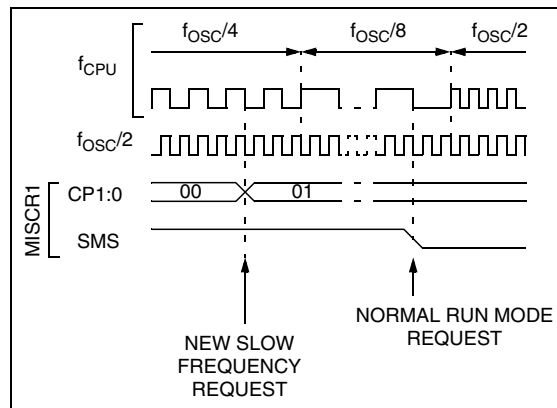 fOSC/4 fOSC/8 fOSC/2
fCPU
fOSC/2
MISCR1
CP1:0 00 01
SMS
NEW SLOW
FREQUENCY
REQUEST
NORMAL RUN MODE
REQUEST